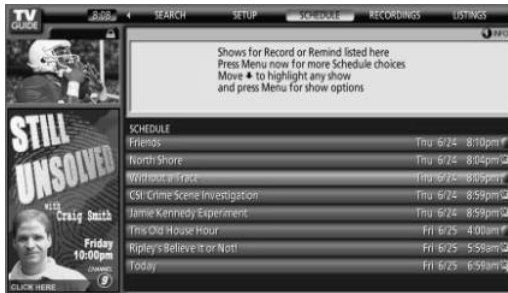 TV
GUIDE
8:08
SEARCH SETUP SCHEDULE RECORDINGS LISTINGS
INFO
Shows for Record or Remind listed here
Press Menu now for more Schedule choices
Move to highlight any show
and press Menu for show options
STILL
UNSOLVED
with
Craig Smith
Friday
10:00pm
CHANNEL
9
CLICK HERE
SCHEDULE
Friends Thu 6/24 8:10pm
North Shore Thu 6/24 8:04pm
Without a Trace Thu 6/24 8:05pm
CSI: Crime Scene Investigation Thu 6/24 8:59pm
Jamie Kennedy Experiment Thu 6/24 8:59pm
This Old House Hour Fri 6/25 4:00am
Ripley's Believe It or Not! Fri 6/25 5:59am
Today Fri 6/25 6:59am